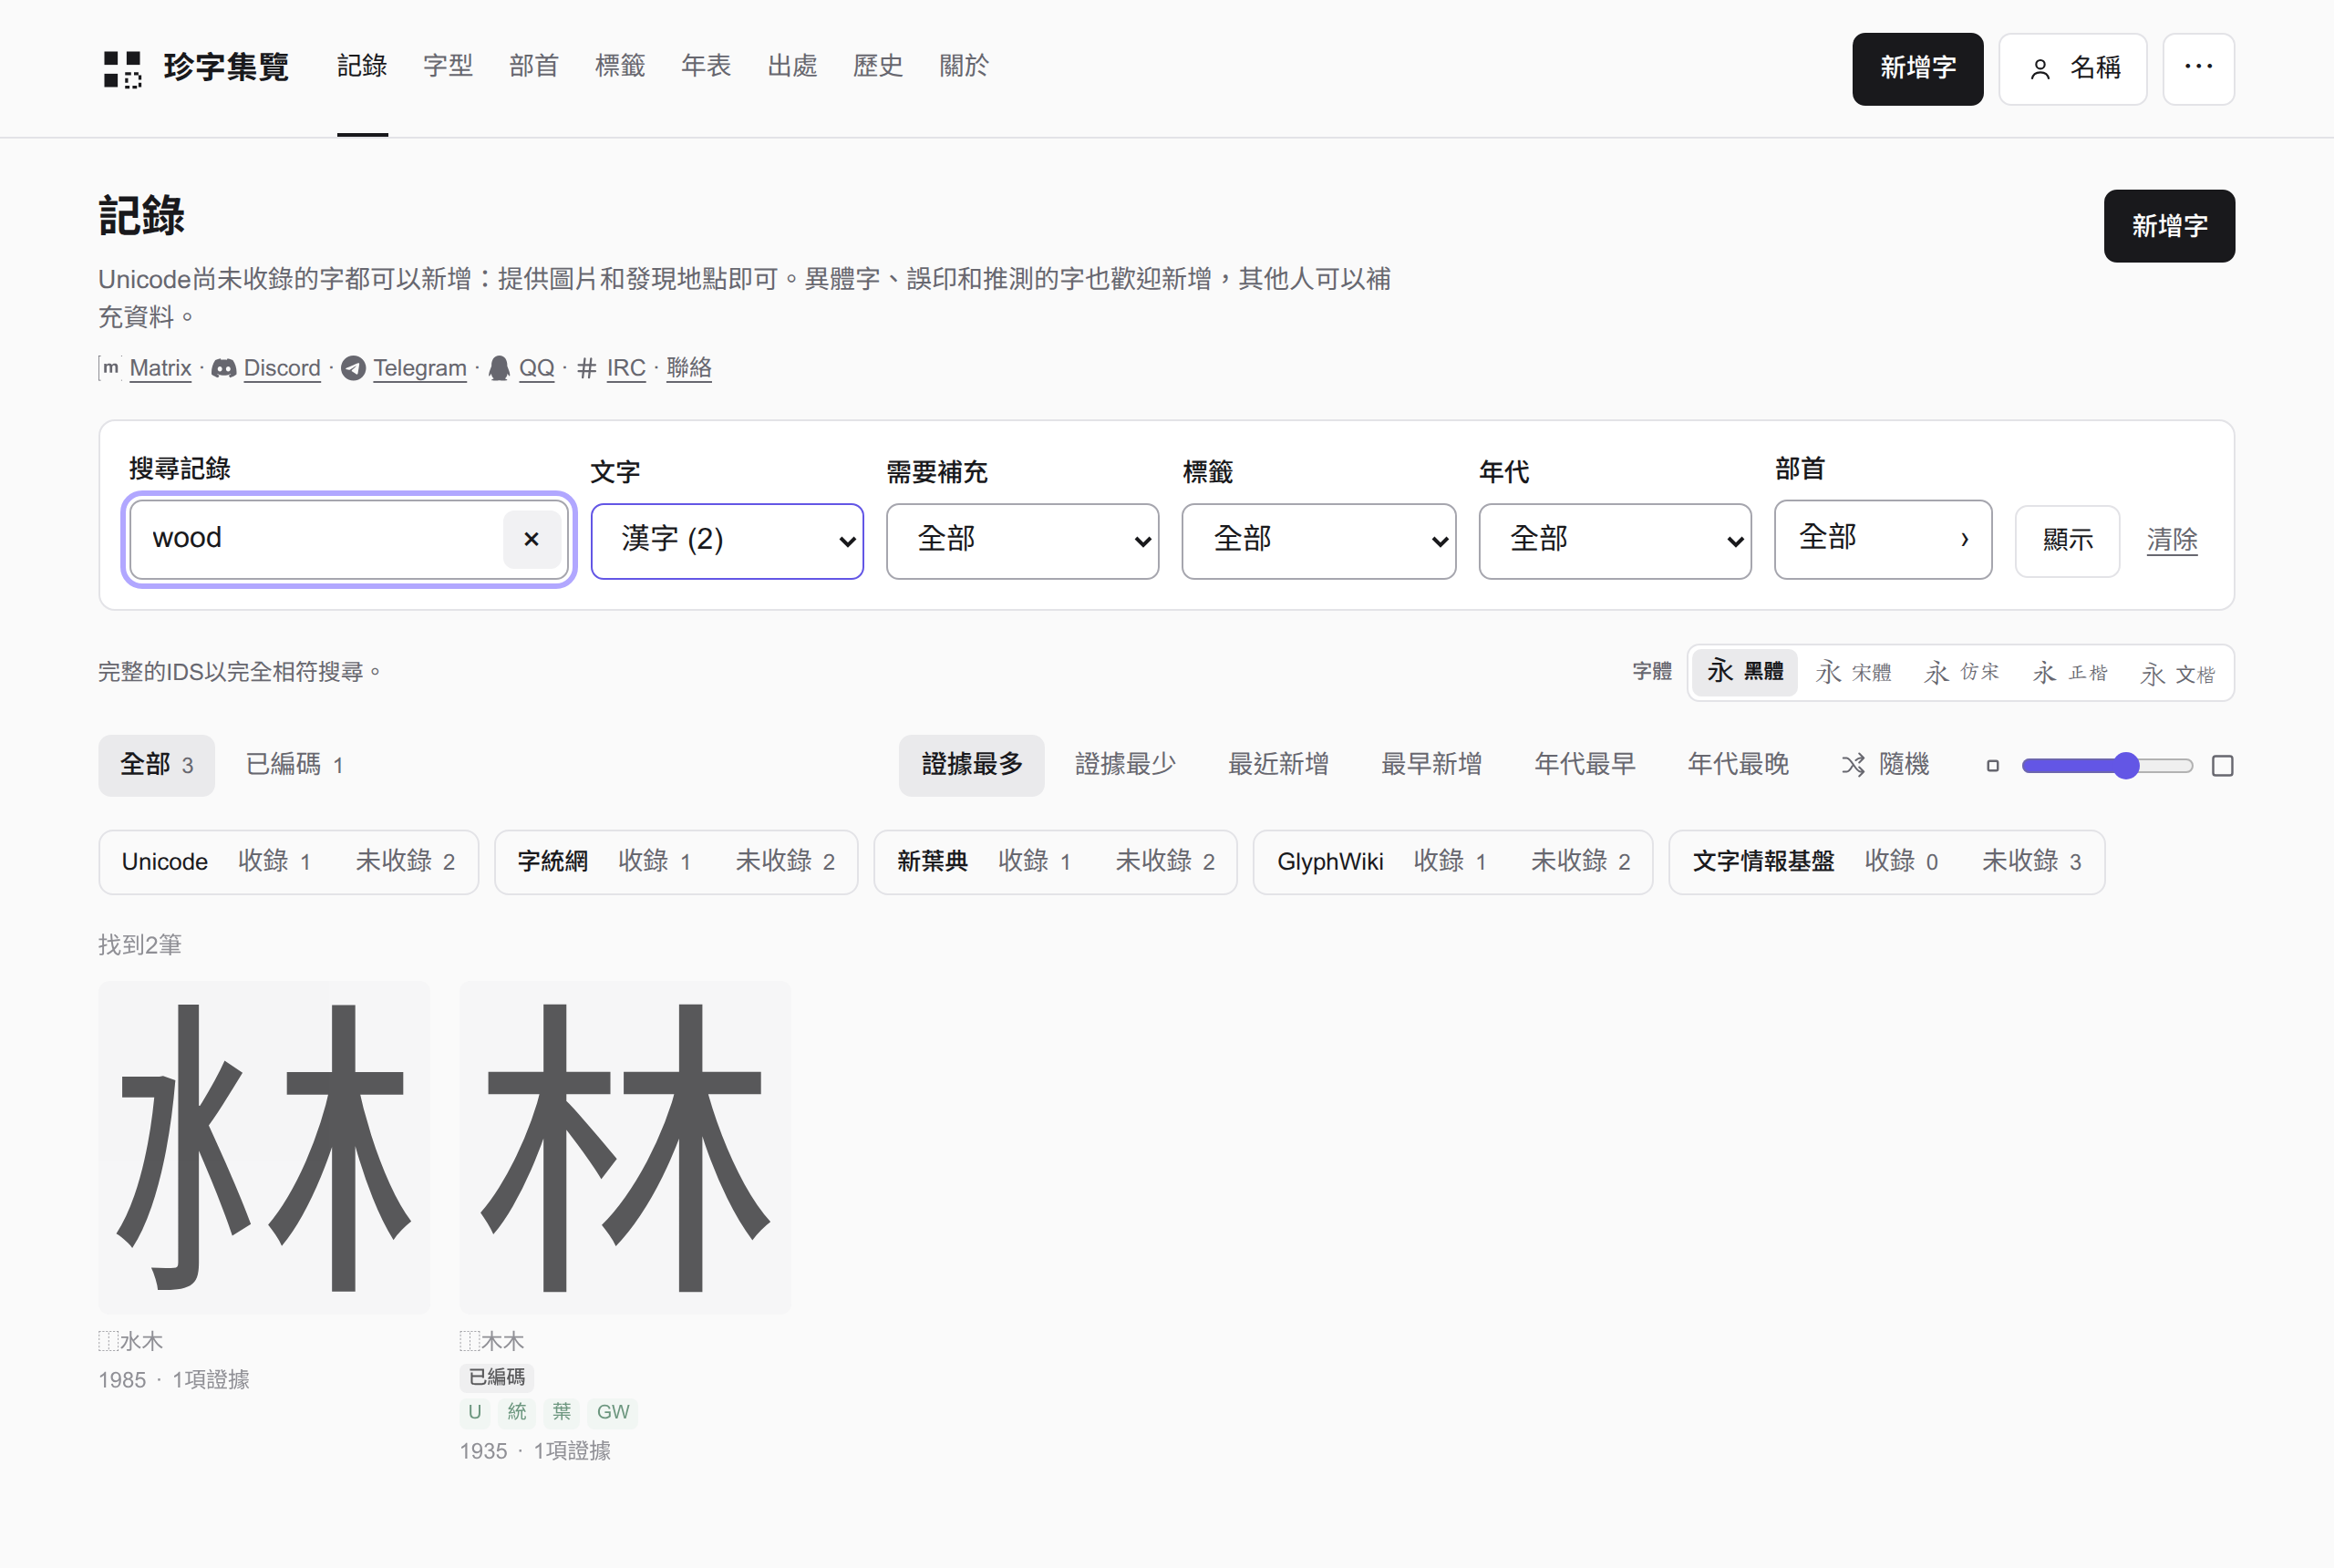 珍字集覽 記錄 字型 部首 標籤 年表 出處 歷史 關於 新增字 名稱 ···
記錄 新增字
Unicode尚未收錄的字都可以新增：提供圖片和發現地點即可。異體字、誤印和推測的字也歡迎新增，其他人可以補
充資料。
[m] Matrix · Discord · Telegram · QQ · # IRC · 聯絡
搜尋記錄 文字 需要補充 標籤 年代 部首
wood × 漢字 (2) 全部 全部 全部 全部 › 顯示 清除
完整的IDS以完全相符搜尋。 字體 永 黑體 永 宋體 永 仿宋 永 正楷 永 文楷
全部 3 已編碼 1 證據最多 證據最少 最近新增 最早新增 年代最早 年代最晚 隨機
Unicode 收錄 1 未收錄 2 字統網 收錄 1 未收錄 2 新葉典 收錄 1 未收錄 2 GlyphWiki 收錄 1 未收錄 2 文字情報基盤 收錄 0 未收錄 3
找到2筆
⿰水木 ⿰木木
⿰水木 ⿰木木
已編碼
1985 · 1項證據
U 統 葉 GW
1935 · 1項證據